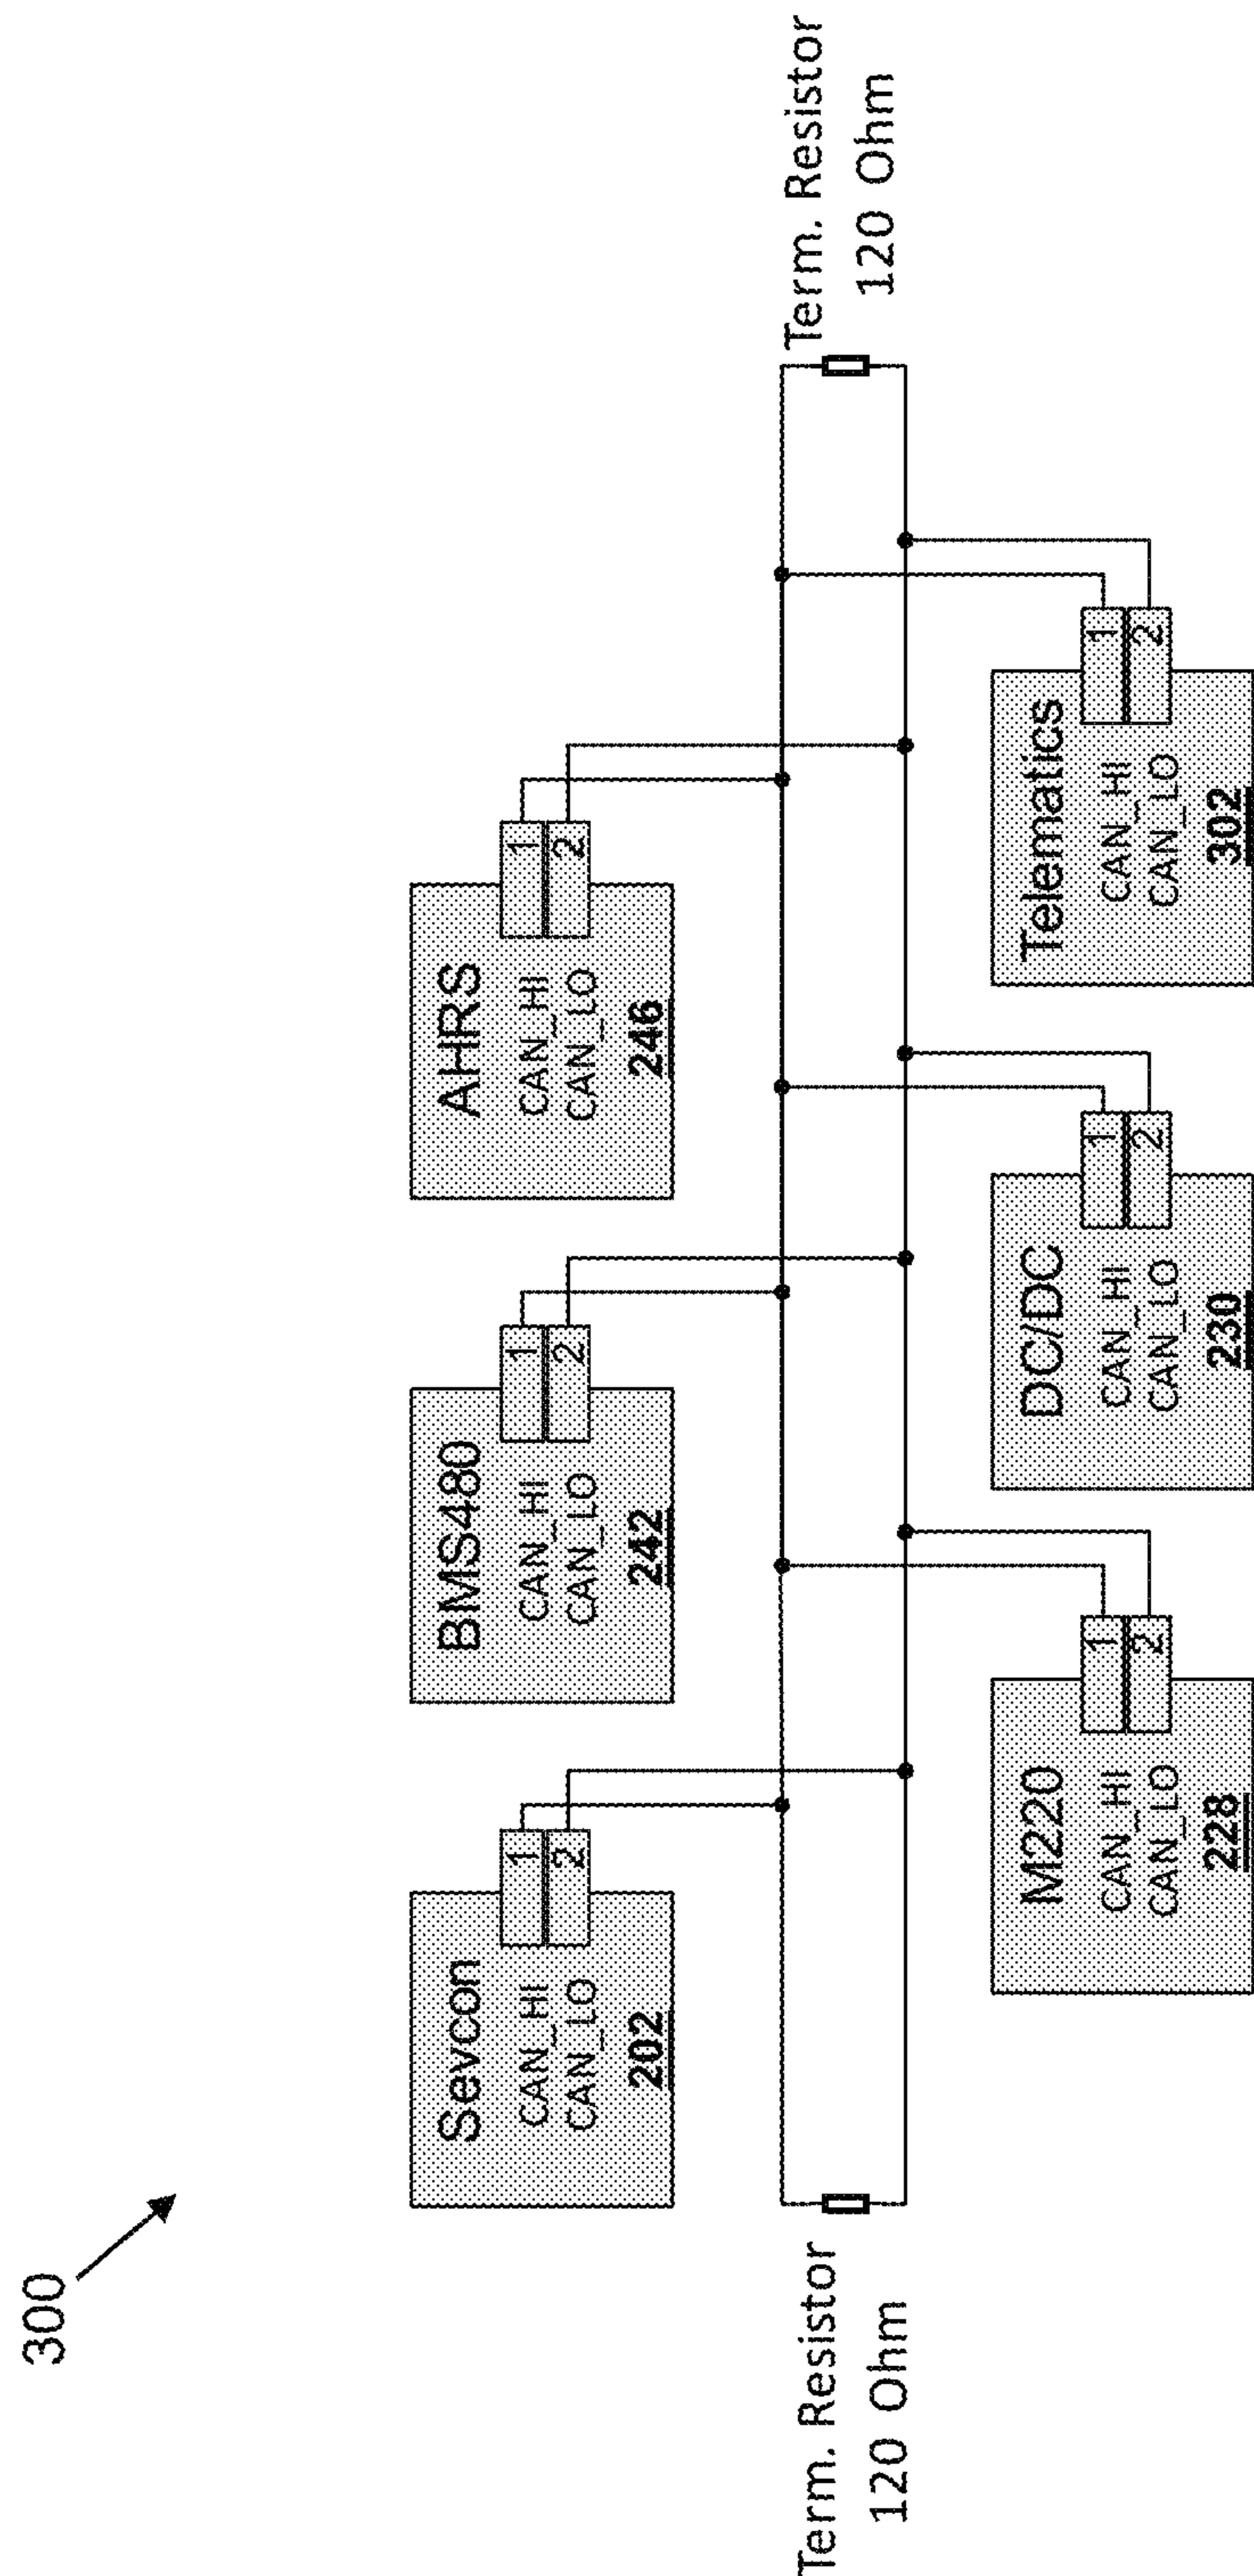 300
Sevcon
CAN_HI 1
CAN_LO 2
202
BMS480
CAN_HI 1
CAN_LO 2
242
AHRS
CAN_HI 1
CAN_LO 2
246
Term. Resistor
120 Ohm
Term. Resistor
120 Ohm
M220
CAN_HI 1
CAN_LO 2
228
DC/DC
CAN_HI 1
CAN_LO 2
230
Telematics
CAN_HI 1
CAN_LO 2
302